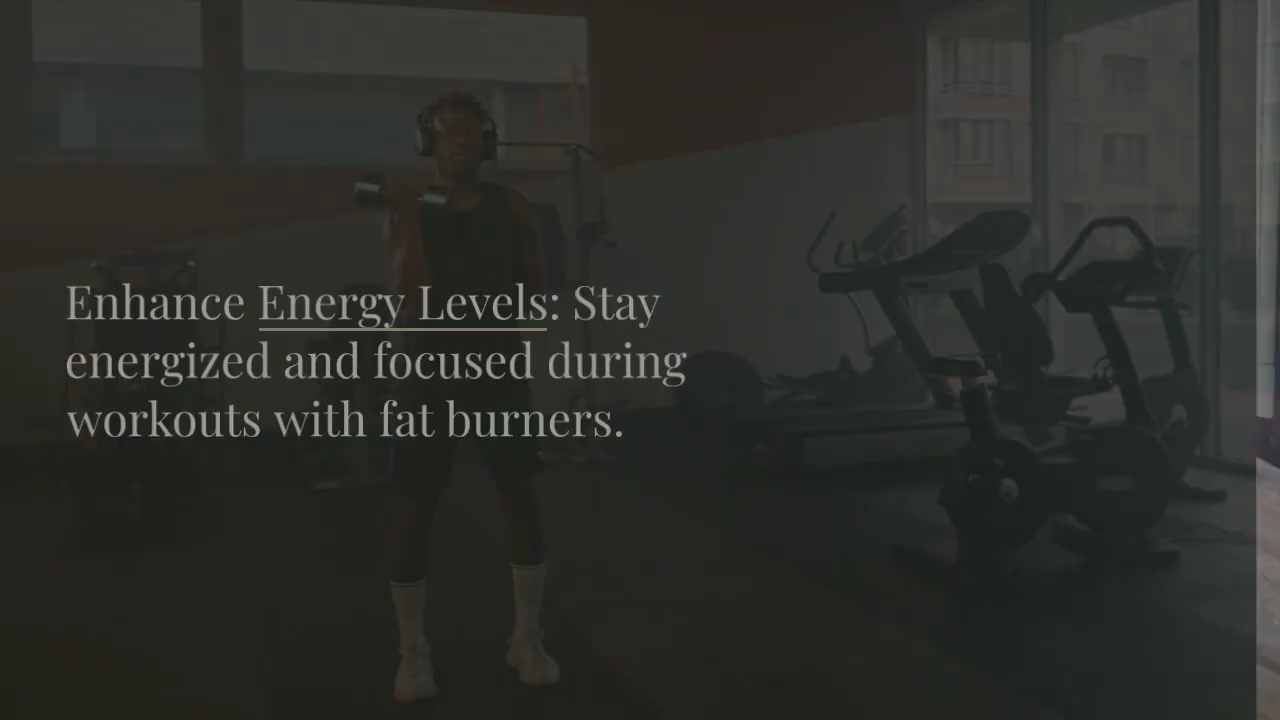 Enhance Energy Levels: Stay
energized and focused during
workouts with fat burners.